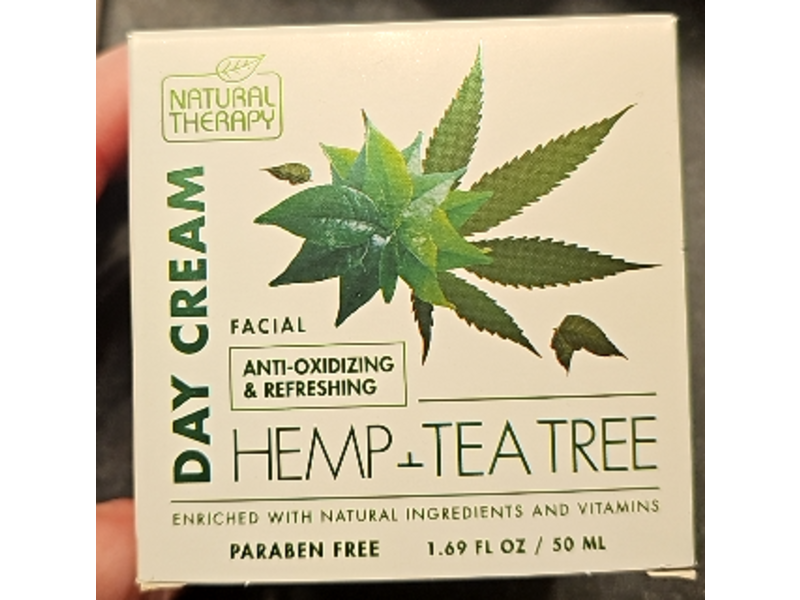 NATURAL
THERAPY
DAY CREAM
FACIAL
ANTI-OXIDIZING
& REFRESHING
HEMP+TEA TREE
ENRICHED WITH NATURAL INGREDIENTS AND VITAMINS
PARABEN FREE 1.69 FL OZ / 50 ML